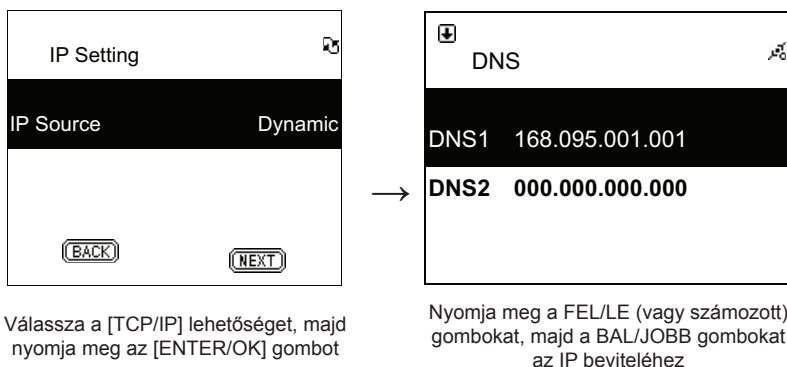 IP Setting
IP Source Dynamic
BACK NEXT
→
DNS
DNS1 168.095.001.001
DNS2 000.000.000.000
Válassza a [TCP/IP] lehetőséget, majd
nyomja meg az [ENTER/OK] gombot
Nyomja meg a FEL/LE (vagy számozott)
gombokat, majd a BAL/JOBB gombokat
az IP beviteléhez